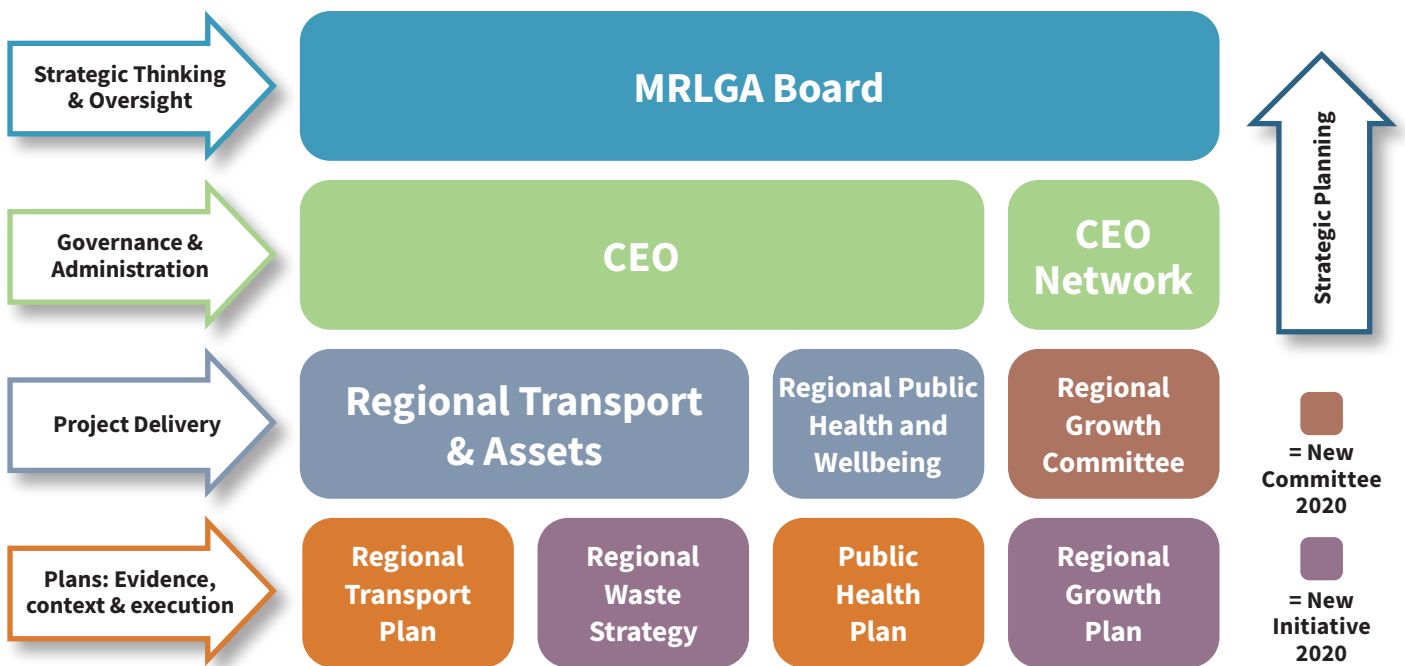 Strategic Thinking
& Oversight
MRLGA Board
Strategic Planning
Governance &
Administration
CEO
CEO
Network
Project Delivery
Regional Transport
& Assets
Regional Public
Health and
Wellbeing
Regional
Growth
Committee
= New
Committee
2020
Plans: Evidence,
context & execution
Regional
Transport
Plan
Regional
Waste
Strategy
Public
Health
Plan
Regional
Growth
Plan
= New
Initiative
2020